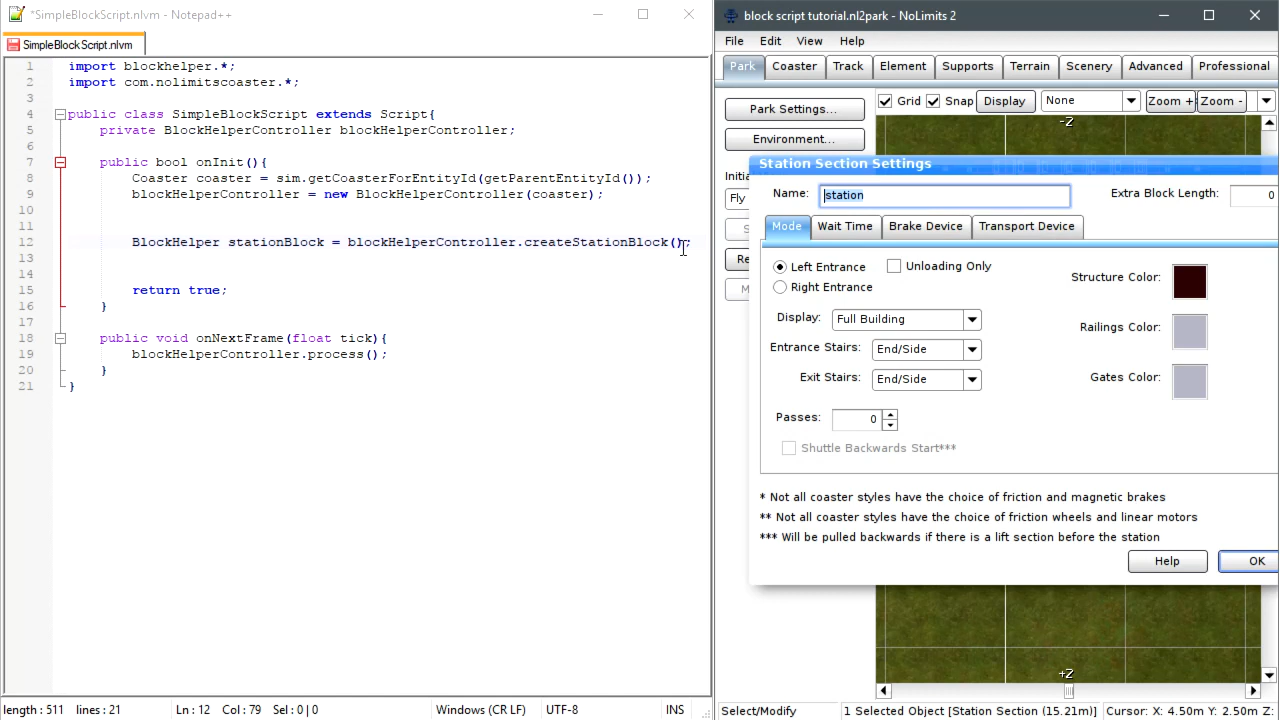 *SimpleBlockScript.nlvm - Notepad++
SimpleBlockScript.nlvm
1 import blockhelper.*;
2 import com.nolimitscoaster.*;
3
4 public class SimpleBlockScript extends Script{
5 private BlockHelperController blockHelperController;
6
7 public bool onInit(){
8 Coaster coaster = sim.getCoasterForEntityId(getParentEntityId());
9 blockHelperController = new BlockHelperController(coaster);
10
11
12 BlockHelper stationBlock = blockHelperController.createStationBlock();
13
14
15 return true;
16 }
17
18 public void onNextFrame(float tick){
19 blockHelperController.process();
20 }
21 }
length : 511 lines : 21
Ln : 12 Col : 79 Sel : 0 | 0
Windows (CR LF)
UTF-8
INS
block script tutorial.nl2park - NoLimits 2
File Edit View Help
Park Coaster Track Element Supports Terrain Scenery Advanced Professional
Park Settings...
Environment...
Grid Snap Display None Zoom + Zoom -
-Z
Initia
Fly
S
Re
M
Station Section Settings
Name: station
Extra Block Length: 0
Mode Wait Time Brake Device Transport Device
Left Entrance
Unloading Only
Right Entrance
Structure Color:
Display: Full Building
Railings Color:
Entrance Stairs: End/Side
Exit Stairs: End/Side
Gates Color:
Passes: 0
Shuttle Backwards Start***
* Not all coaster styles have the choice of friction and magnetic brakes
** Not all coaster styles have the choice of friction wheels and linear motors
*** Will be pulled backwards if there is a lift section before the station
Help
OK
+Z
Select/Modify
1 Selected Object [Station Section (15.21m)]
Cursor: X: 4.50m Y: 2.50m Z: